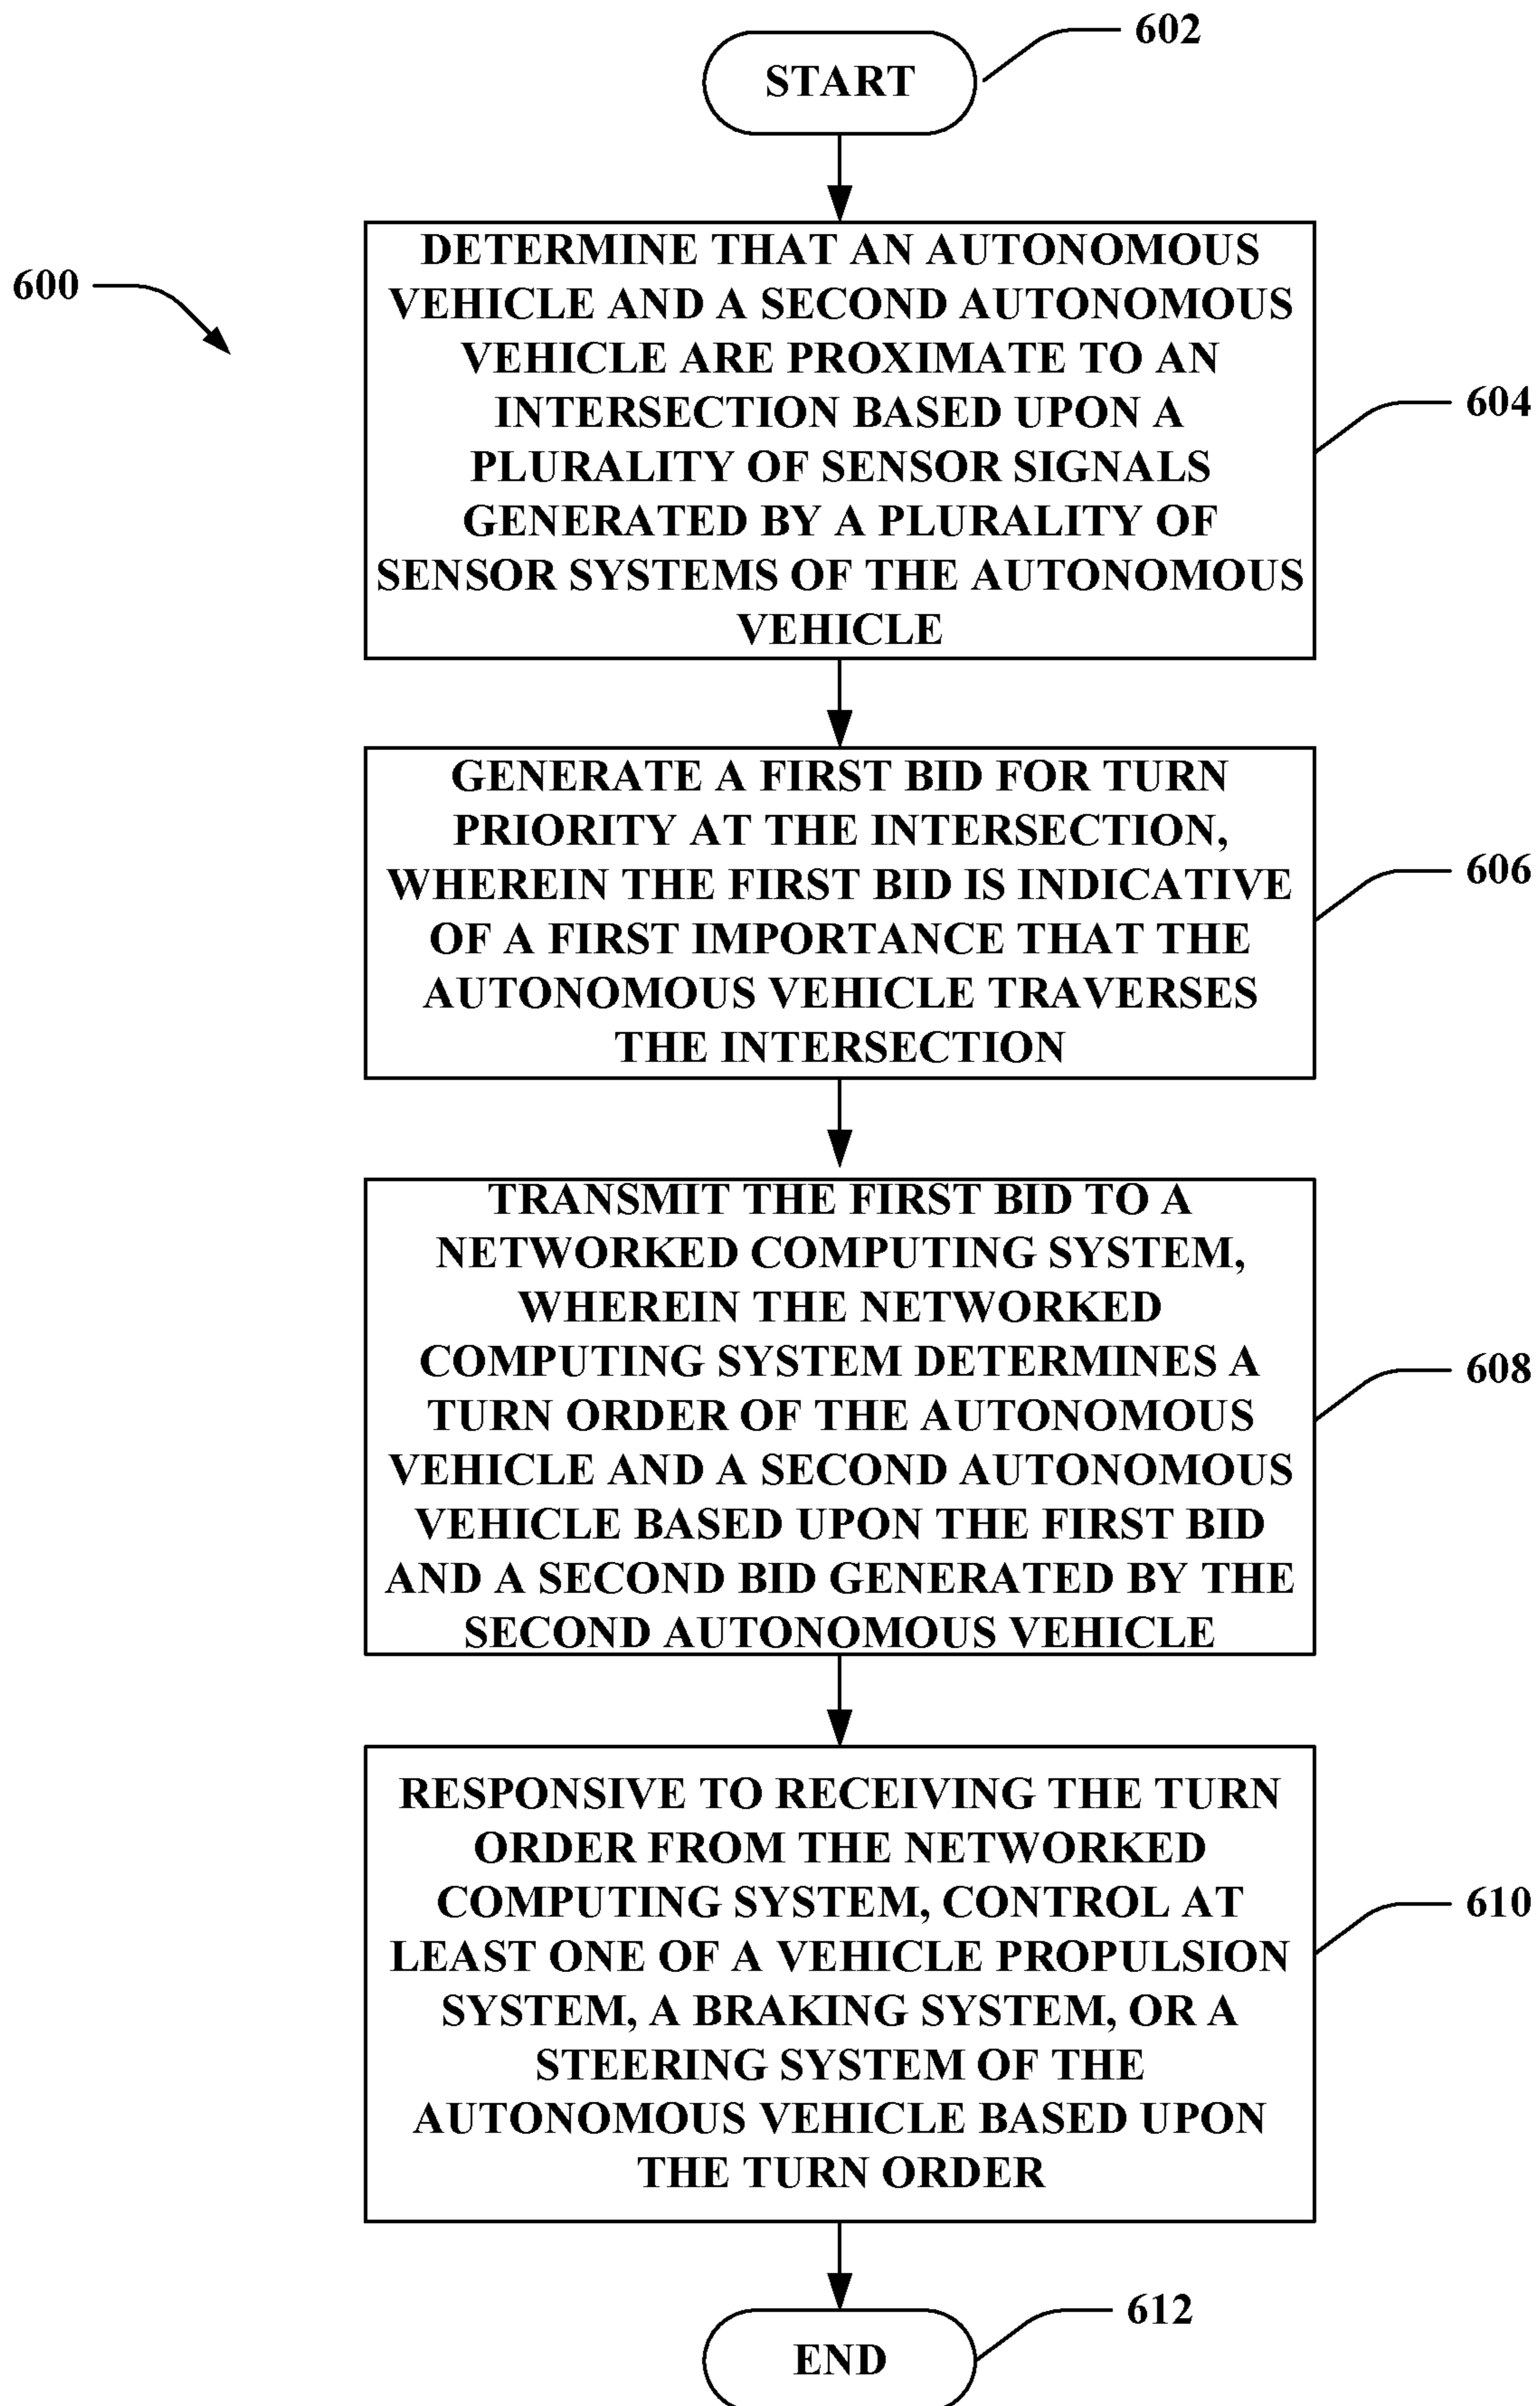 602
START
600
DETERMINE THAT AN AUTONOMOUS
VEHICLE AND A SECOND AUTONOMOUS
VEHICLE ARE PROXIMATE TO AN
INTERSECTION BASED UPON A
PLURALITY OF SENSOR SIGNALS
GENERATED BY A PLURALITY OF
SENSOR SYSTEMS OF THE AUTONOMOUS
VEHICLE
604
GENERATE A FIRST BID FOR TURN
PRIORITY AT THE INTERSECTION,
WHEREIN THE FIRST BID IS INDICATIVE
OF A FIRST IMPORTANCE THAT THE
AUTONOMOUS VEHICLE TRAVERSES
THE INTERSECTION
606
TRANSMIT THE FIRST BID TO A
NETWORKED COMPUTING SYSTEM,
WHEREIN THE NETWORKED
COMPUTING SYSTEM DETERMINES A
TURN ORDER OF THE AUTONOMOUS
VEHICLE AND A SECOND AUTONOMOUS
VEHICLE BASED UPON THE FIRST BID
AND A SECOND BID GENERATED BY THE
SECOND AUTONOMOUS VEHICLE
608
RESPONSIVE TO RECEIVING THE TURN
ORDER FROM THE NETWORKED
COMPUTING SYSTEM, CONTROL AT
LEAST ONE OF A VEHICLE PROPULSION
SYSTEM, A BRAKING SYSTEM, OR A
STEERING SYSTEM OF THE
AUTONOMOUS VEHICLE BASED UPON
THE TURN ORDER
610
612
END